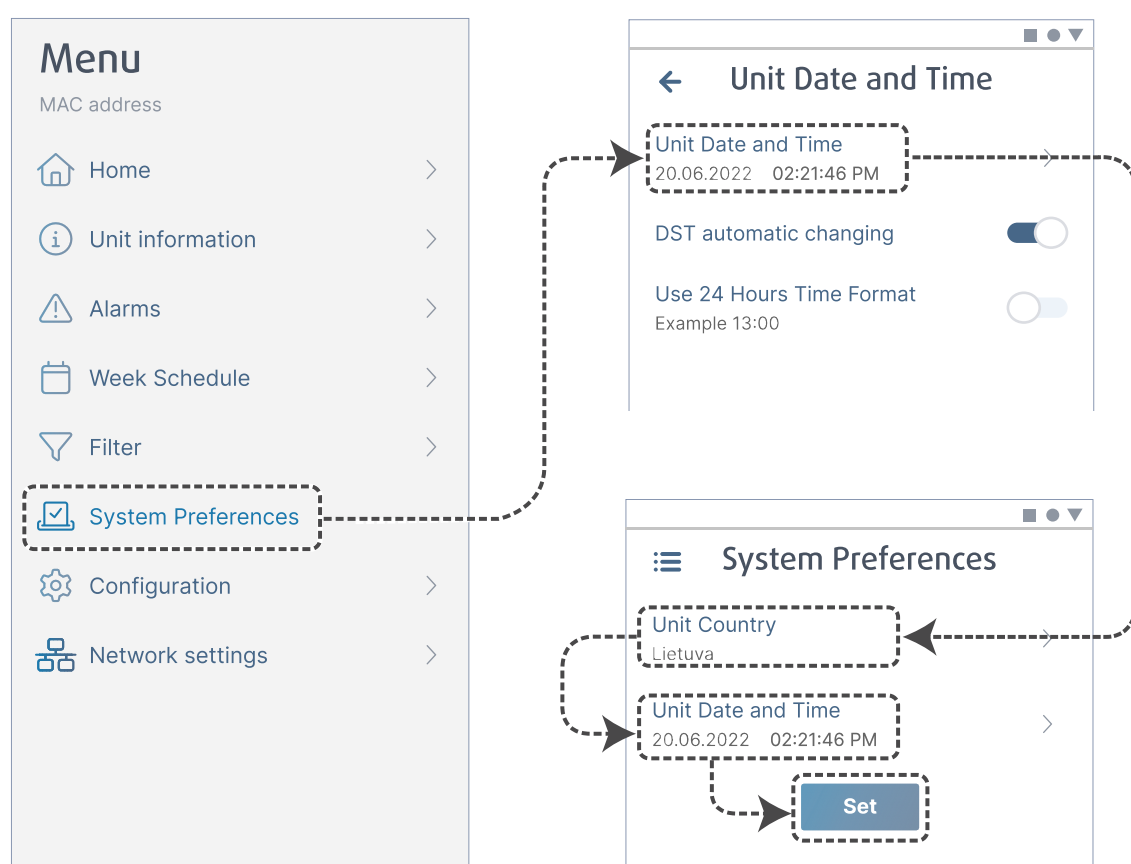 Menu
MAC address
Home
Unit information
Alarms
Week Schedule
Filter
System Preferences
Configuration
Network settings
Unit Date and Time
Unit Date and Time
20.06.2022 02:21:46 PM
DST automatic changing
Use 24 Hours Time Format
Example 13:00
System Preferences
Unit Country
Lietuva
Unit Date and Time
20.06.2022 02:21:46 PM
Set